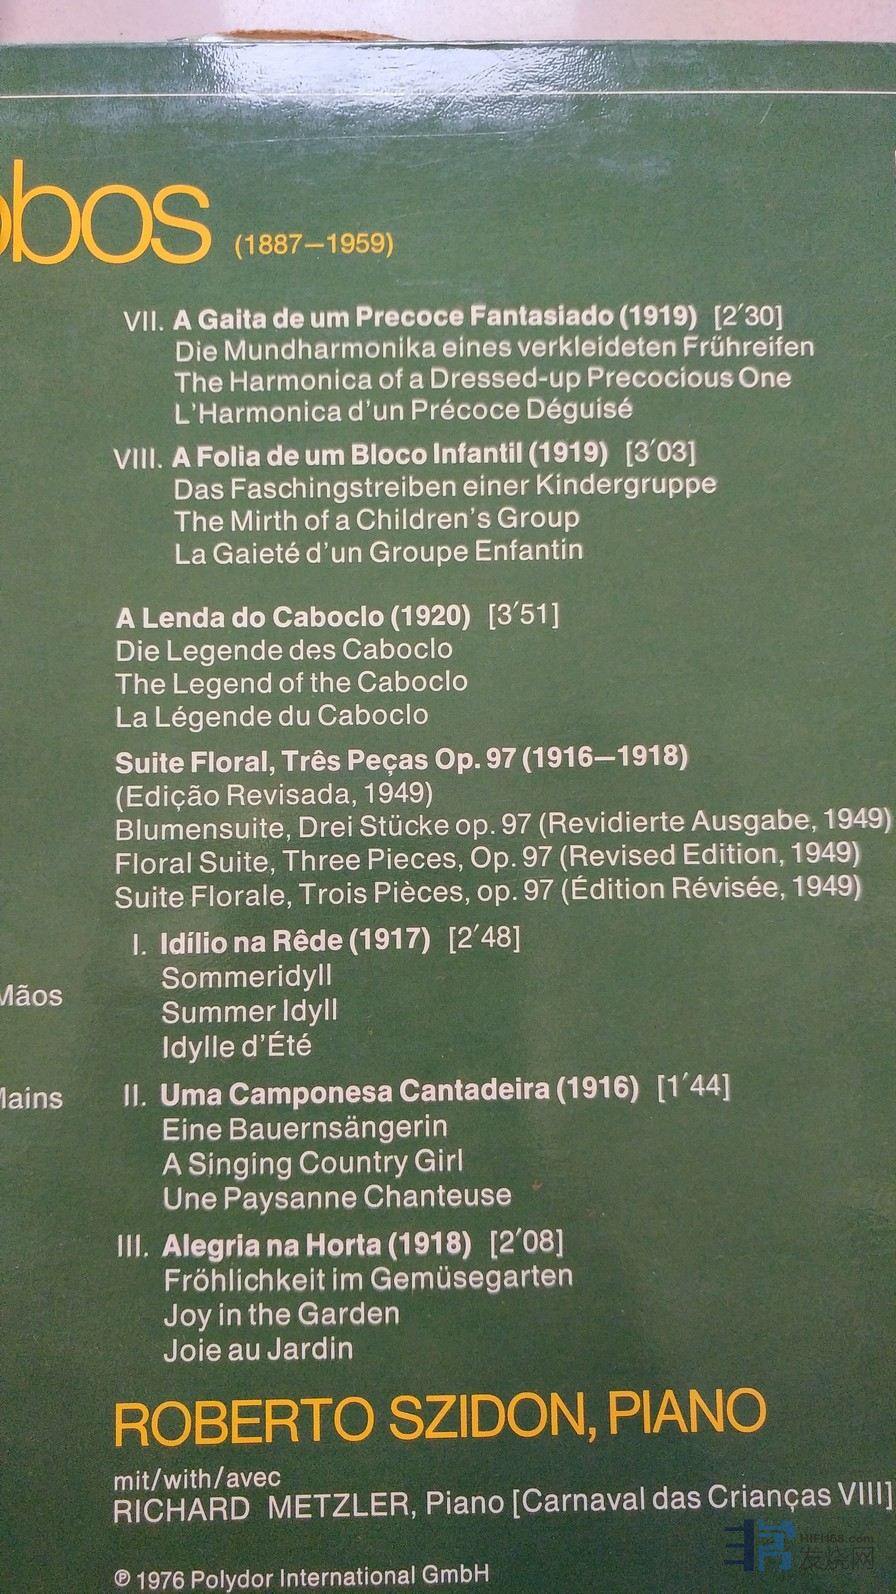 obos (1887—1959)
VII. A Gaita de um Precoce Fantasiado (1919) [2′30]
Die Mundharmonika eines verkleideten Frühreifen
The Harmonica of a Dressed-up Precocious One
L'Harmonica d'un Précoce Déguisé
VIII. A Folia de um Bloco Infantil (1919) [3′03]
Das Faschingstreiben einer Kindergruppe
The Mirth of a Children's Group
La Gaieté d'un Groupe Enfantin
A Lenda do Caboclo (1920) [3′51]
Die Legende des Caboclo
The Legend of the Caboclo
La Légende du Caboclo
Suite Floral, Três Peças Op. 97 (1916—1918)
(Edição Revisada, 1949)
Blumensuite, Drei Stücke op. 97 (Revidierte Ausgabe, 1949)
Floral Suite, Three Pieces, Op. 97 (Revised Edition, 1949)
Suite Florale, Trois Pièces, op. 97 (Édition Révisée, 1949)
I. Idílio na Rêde (1917) [2′48]
Sommeridyll
Summer Idyll
Idylle d'Été
Mãos
II. Uma Camponesa Cantadeira (1916) [1′44]
Eine Bauernsängerin
A Singing Country Girl
Une Paysanne Chanteuse
Mains
III. Alegria na Horta (1918) [2′08]
Fröhlichkeit im Gemüsegarten
Joy in the Garden
Joie au Jardin
ROBERTO SZIDON, PIANO
mit/with/avec
RICHARD METZLER, Piano [Carnaval das Crianças VIII]
℗ 1976 Polydor International GmbH
HIFI168.com
发烧网